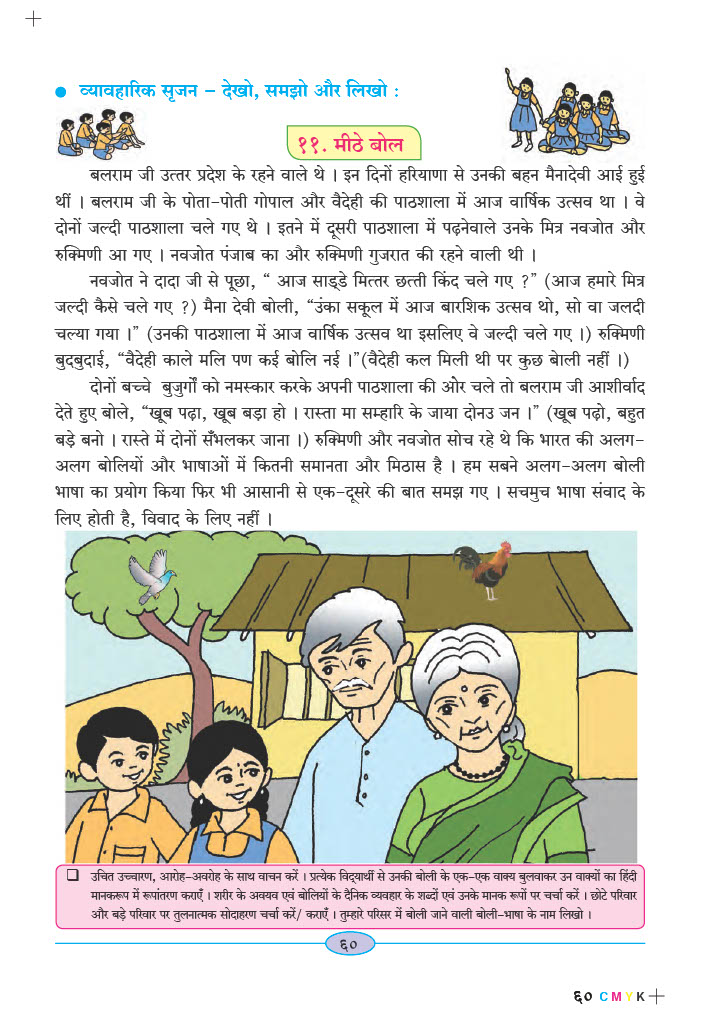 ● व्यावहारिक सृजन – देखो, समझो और लिखो :
११. मीठे बोल
बलराम जी उत्तर प्रदेश के रहने वाले थे । इन दिनों हरियाणा से उनकी बहन मैनादेवी आई हुई
थीं । बलराम जी के पोता-पोती गोपाल और वैदेही की पाठशाला में आज वार्षिक उत्सव था । वे
दोनों जल्दी पाठशाला चले गए थे । इतने में दूसरी पाठशाला में पढ़नेवाले उनके मित्र नवजोत और
रुक्मिणी आ गए । नवजोत पंजाब का और रुक्मिणी गुजरात की रहने वाली थी ।
नवजोत ने दादा जी से पूछा, “ आज साड्डे मित्तर छत्ती किंद चले गए ?” (आज हमारे मित्र
जल्दी कैसे चले गए ?) मैना देवी बोली, “उंका सकूल में आज बारशिक उत्सव थो, सो वा जलदी
चल्या गया ।” (उनकी पाठशाला में आज वार्षिक उत्सव था इसलिए वे जल्दी चले गए ।) रुक्मिणी
बुदबुदाई, “वैदेही काले मलि पण कई बोलि नई ।”(वैदेही कल मिली थी पर कुछ बोली नहीं ।)
दोनों बच्चे बुजुर्गों को नमस्कार करके अपनी पाठशाला की ओर चले तो बलराम जी आशीर्वाद
देते हुए बोले, “खूब पढ़ा, खूब बड़ा हो । रास्ता मा सम्हारि के जाया दोनउ जन ।” (खूब पढ़ो, बहुत
बड़े बनो । रास्ते में दोनों सँभलकर जाना ।) रुक्मिणी और नवजोत सोच रहे थे कि भारत की अलग-
अलग बोलियों और भाषाओं में कितनी समानता और मिठास है । हम सबने अलग-अलग बोली
भाषा का प्रयोग किया फिर भी आसानी से एक-दूसरे की बात समझ गए । सचमुच भाषा संवाद के
लिए होती है, विवाद के लिए नहीं ।
❑ उचित उच्चारण, आरोह-अवरोह के साथ वाचन करें । प्रत्येक विद्यार्थी से उनकी बोली के एक-एक वाक्य बुलवाकर उन वाक्यों का हिंदी
मानकरूप में रूपांतरण कराएँ । शरीर के अवयव एवं बोलियों के दैनिक व्यवहार के शब्दों एवं उनके मानक रूपों पर चर्चा करें । छोटे परिवार
और बड़े परिवार पर तुलनात्मक सोदाहरण चर्चा करें/ कराएँ । तुम्हारे परिसर में बोली जाने वाली बोली-भाषा के नाम लिखो ।
६०
६० C M Y K